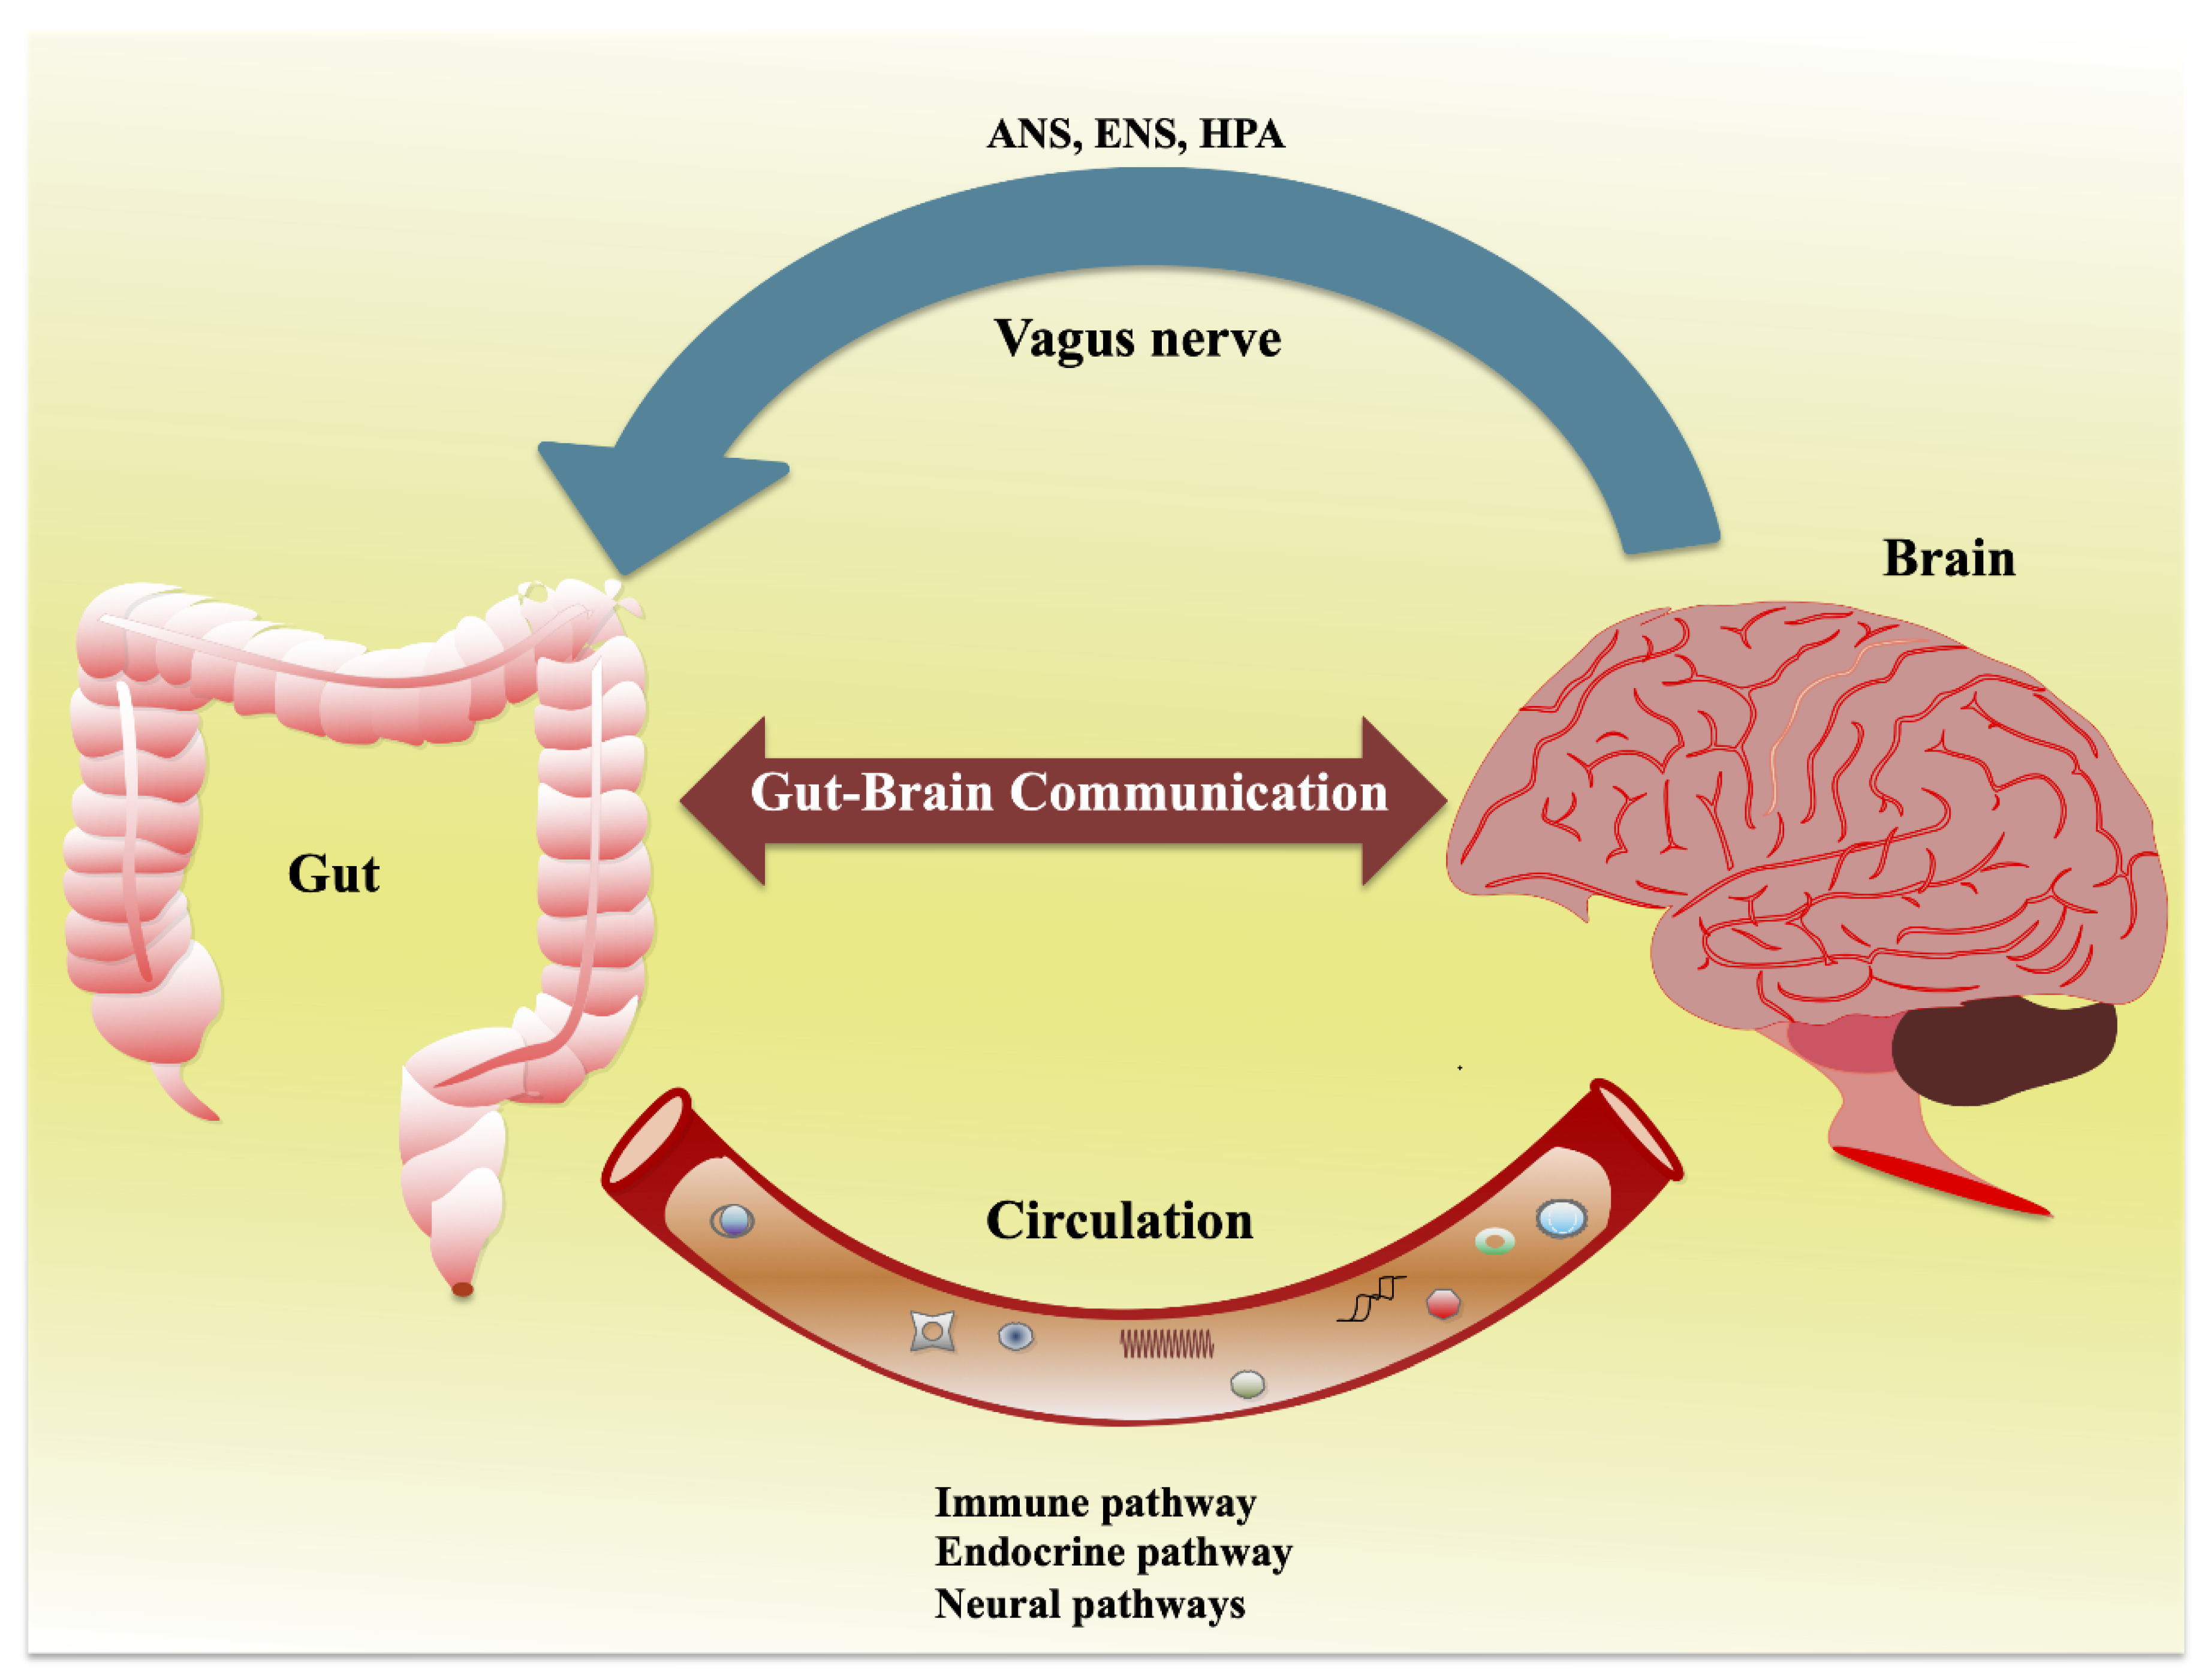 ANS, ENS, HPA
Vagus nerve
Brain
Gut-Brain Communication
Gut
Circulation
Immune pathway
Endocrine pathway
Neural pathways